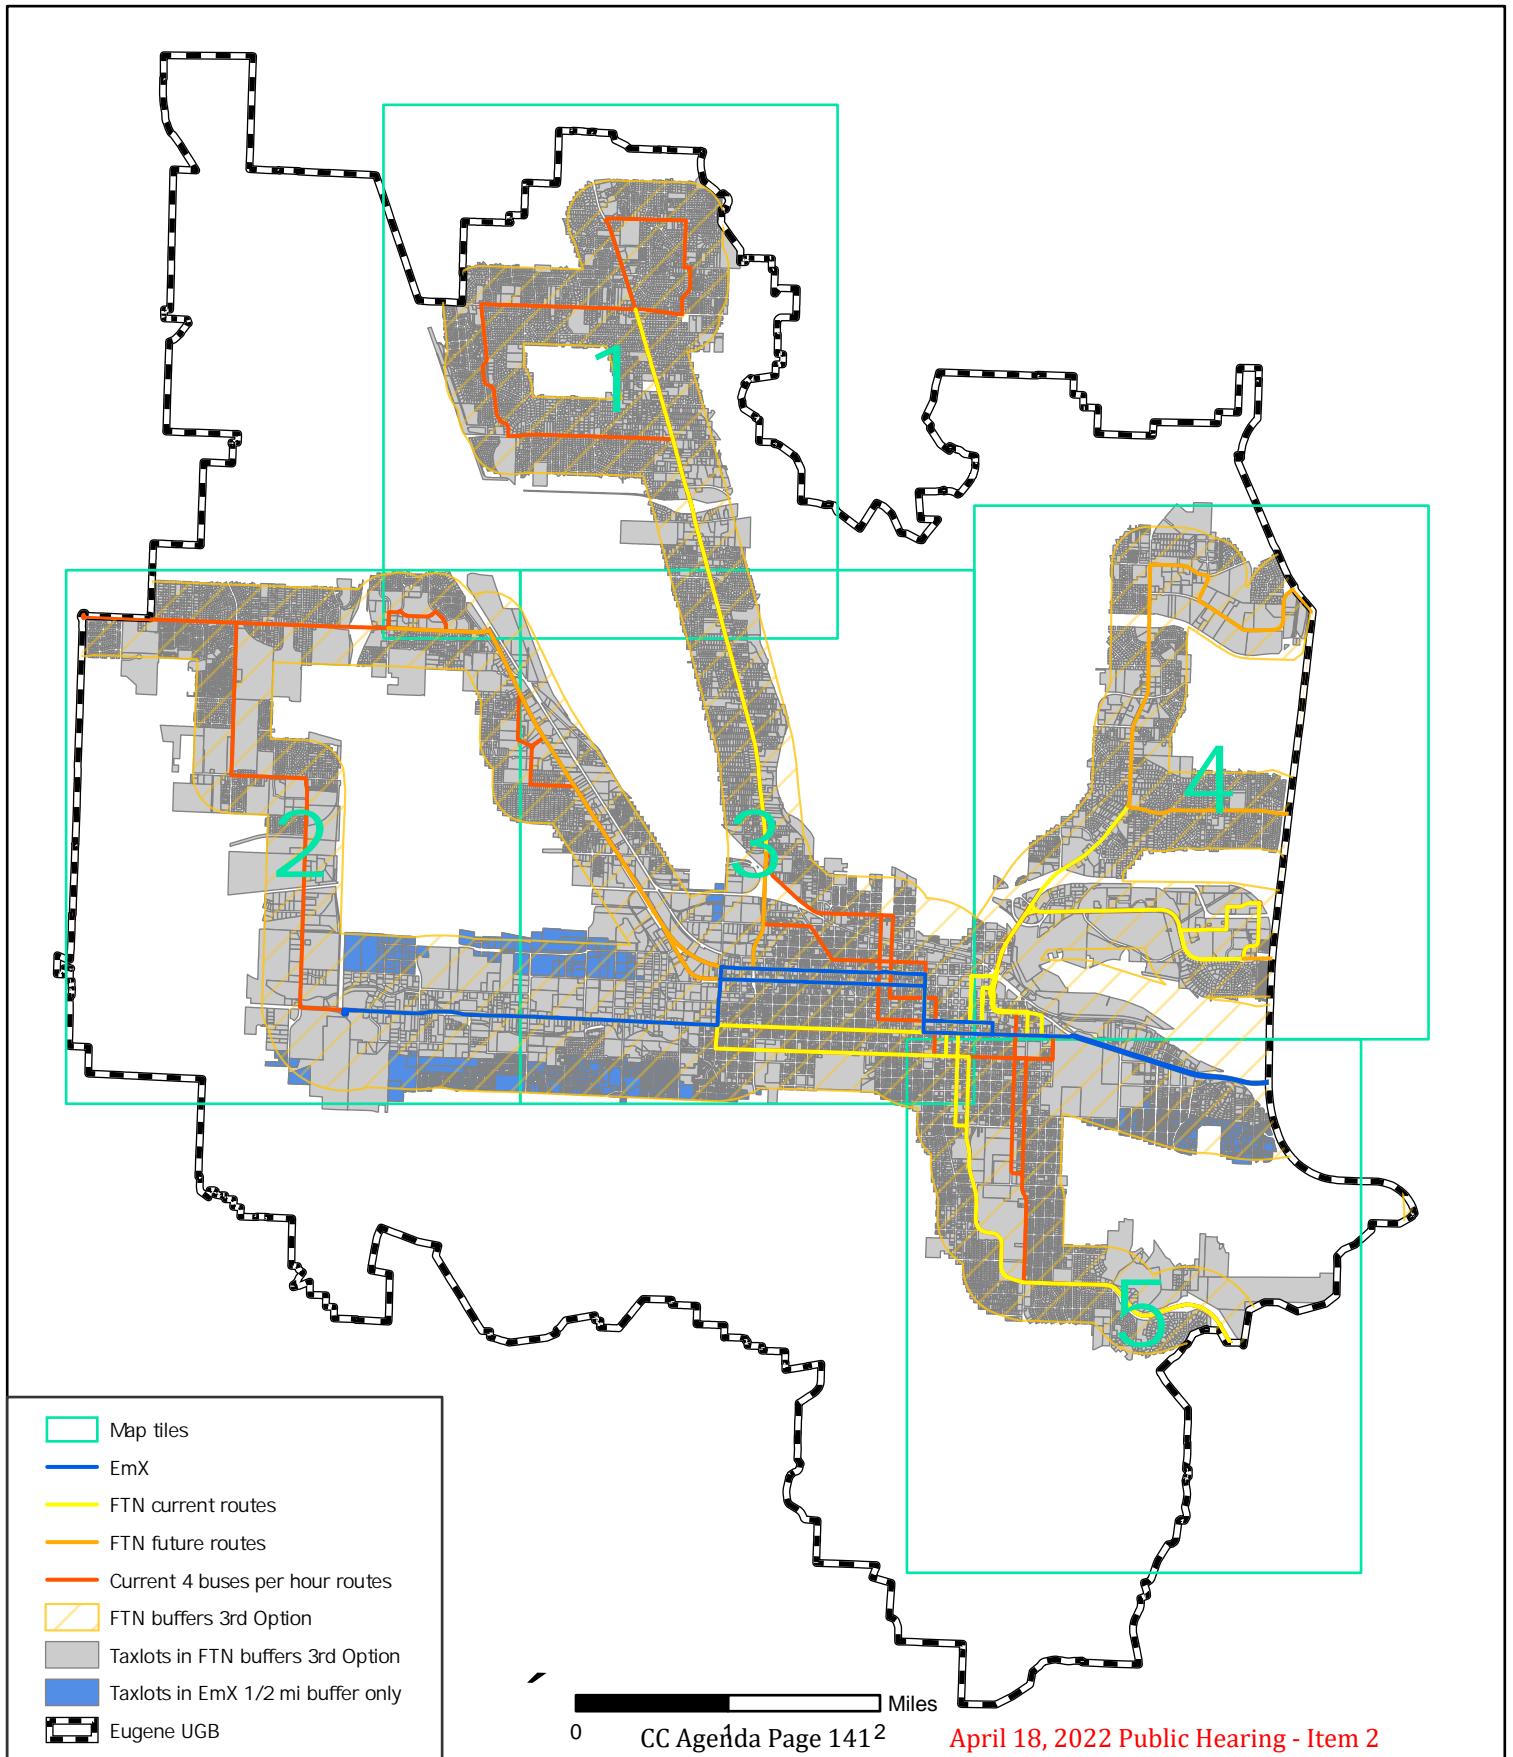 1
4
2
3
5
Map tiles
EmX
FTN current routes
FTN future routes
Current 4 buses per hour routes
FTN buffers 3rd Option
Taxlots in FTN buffers 3rd Option
Taxlots in EmX 1/2 mi buffer only
Eugene UGB
Miles
0 1 2
CC Agenda Page 141
April 18, 2022 Public Hearing - Item 2